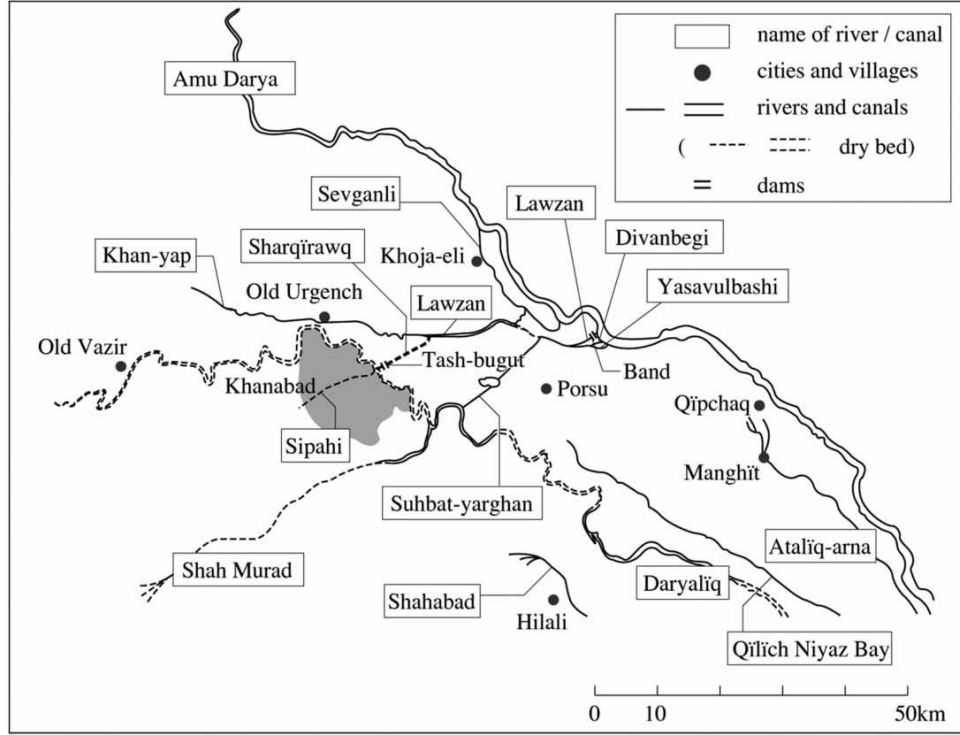 name of river / canal
cities and villages
rivers and canals
( dry bed)
dams
Amu Darya
Sevganli
Lawzan
Divanbegi
Sharqïrawq
Khoja-eli
Khan-yap
Yasavulbashi
Old Urgench
Lawzan
Old Vazir
Tash-bugut
Band
Khanabad
Porsu
Qïpchaq
Sipahi
Manghït
Suhbat-yarghan
Atalïq-arna
Shah Murad
Daryalïq
Shahabad
Hilali
Qïlïch Niyaz Bay
0 10 50km